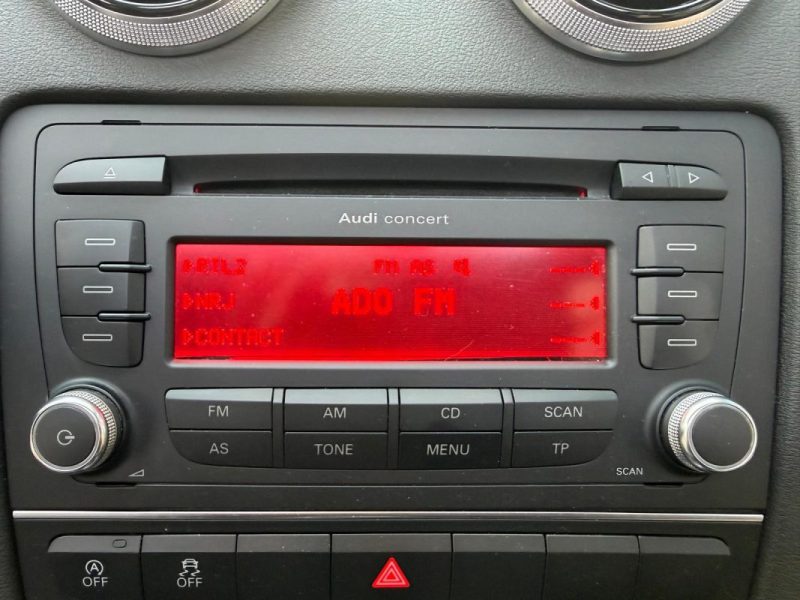 Audi concert
RTL2 FM AS
NRJ ADO FM
CONTACT
FM AM CD SCAN
AS TONE MENU TP
SCAN
A OFF OFF